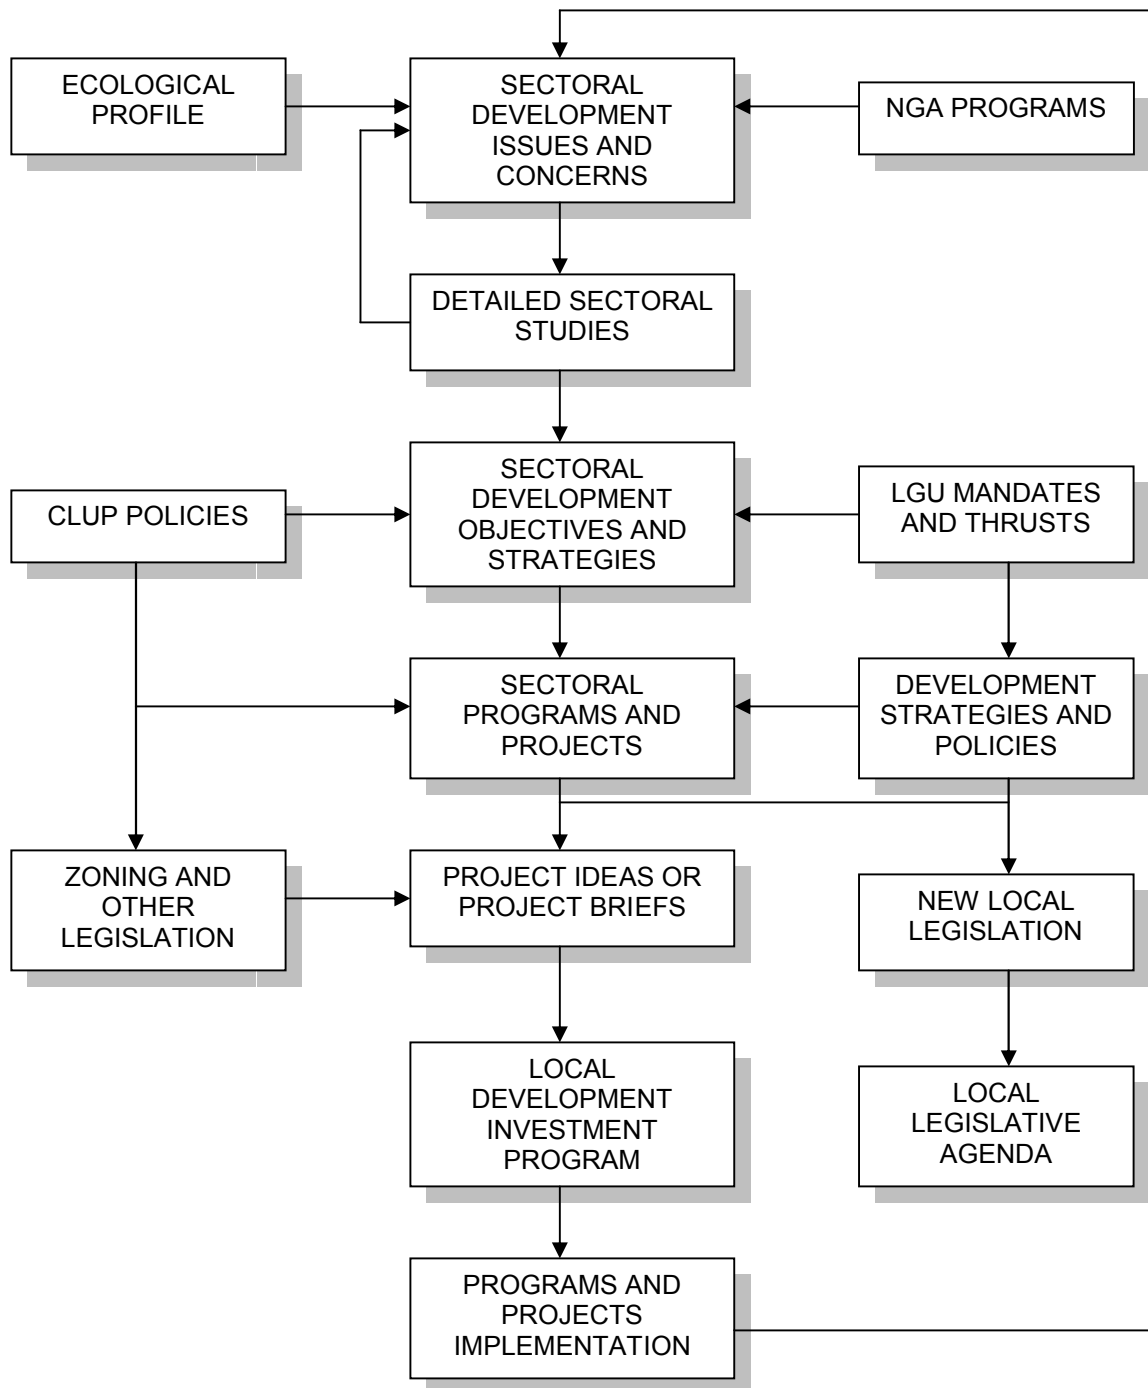 ECOLOGICAL
PROFILE
SECTORAL
DEVELOPMENT
ISSUES AND
CONCERNS
NGA PROGRAMS
DETAILED SECTORAL
STUDIES
CLUP POLICIES
SECTORAL
DEVELOPMENT
OBJECTIVES AND
STRATEGIES
LGU MANDATES
AND THRUSTS
SECTORAL
PROGRAMS AND
PROJECTS
DEVELOPMENT
STRATEGIES AND
POLICIES
ZONING AND
OTHER
LEGISLATION
PROJECT IDEAS OR
PROJECT BRIEFS
NEW LOCAL
LEGISLATION
LOCAL
DEVELOPMENT
INVESTMENT
PROGRAM
LOCAL
LEGISLATIVE
AGENDA
PROGRAMS AND
PROJECTS
IMPLEMENTATION